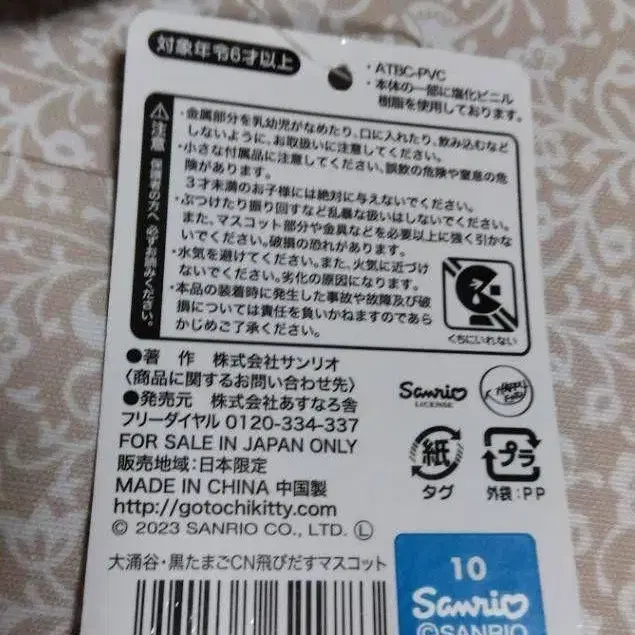 対象年令6才以上
・ATBC-PVC
・本体の一部に塩化ビニル
樹脂を使用しております。
⚠注意 保護者の方へ 必ずお読みください。
・金属部分を乳幼児がなめたり、口に入れたり、飲み込むなど
しないように、お取扱いに注意してください。
・小さな付属品に注意してください。誤飲の危険や窒息の危
険があります。
3才未満のお子様には絶対に与えないでください。
・ぶつけたり振り回すなど乱暴な扱いはしないでください。
また、マスコット部分や金具などを必要以上に強く引かな
いでください。破損の恐れがあります。
・水気を避けてください。また、火気に近づけ
ないでください。劣化の原因になります。
・本品の装着時に発生した事故や故障及び破
損については責任を負いかねますのであら
かじめご了承ください。
くちにいれない
●著 作 株式会社サンリオ
〈商品に関するお問い合わせ先〉
●発売元 株式会社あすなろ舎
フリーダイヤル 0120-334-337
FOR SALE IN JAPAN ONLY
販売地域:日本限定
MADE IN CHINA 中国製
http://gotochikitty.com
© 2023 SANRIO CO., LTD. Ⓛ
Sanrio
LICENSE
HAPPY
紙
タグ
プラ
外袋:PP
大涌谷・黒たまごCN飛びだすマスコット
10
Sanrio
©SANRIO